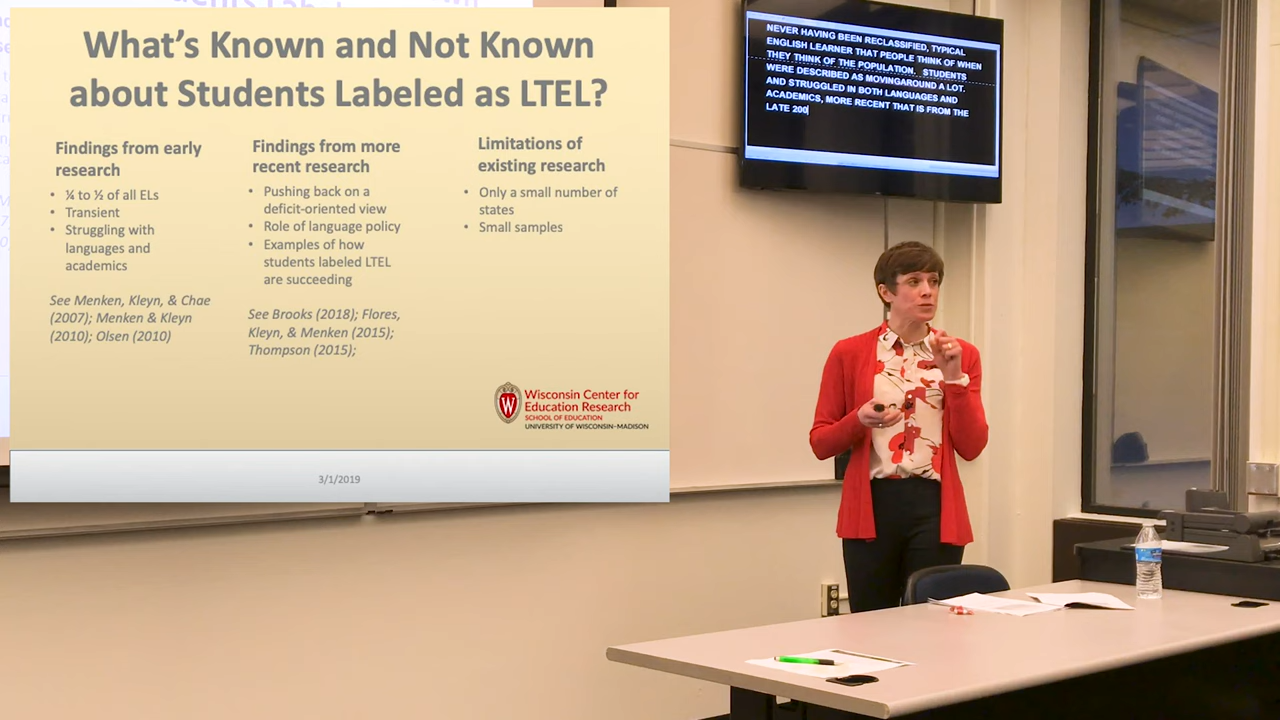 What's Known and Not Known
about Students Labeled as LTEL?
Findings from early
research
• ¼ to ½ of all ELs
• Transient
• Struggling with
languages and
academics
See Menken, Kleyn, & Chae
(2007); Menken & Kleyn
(2010); Olsen (2010)
Findings from more
recent research
• Pushing back on a
deficit-oriented view
• Role of language policy
• Examples of how
students labeled LTEL
are succeeding
See Brooks (2018); Flores,
Kleyn, & Menken (2015);
Thompson (2015);
Limitations of
existing research
• Only a small number of
states
• Small samples
W
Wisconsin Center for
Education Research
SCHOOL OF EDUCATION
UNIVERSITY OF WISCONSIN–MADISON
3/1/2019
NEVER HAVING BEEN RECLASSIFIED, TYPICAL
ENGLISH LEARNER THAT PEOPLE THINK OF WHEN
THEY THINK OF THE POPULATION. STUDENTS
WERE DESCRIBED AS MOVINGAROUND A LOT.
AND STRUGGLED IN BOTH LANGUAGES AND
ACADEMICS, MORE RECENT THAT IS FROM THE
LATE 200